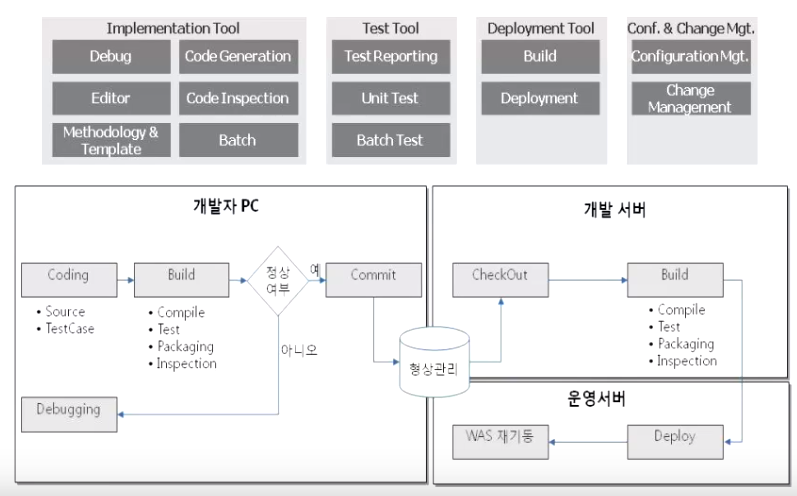 Implementation Tool
Debug
Code Generation
Editor
Code Inspection
Methodology &
Template
Batch
Test Tool
Test Reporting
Unit Test
Batch Test
Deployment Tool
Build
Deployment
Conf. & Change Mgt.
Configuration Mgt.
Change
Management
개발자 PC
Coding
• Source
• TestCase
Build
• Compile
• Test
• Packaging
• Inspection
정상
여부
예
아니오
Commit
Debugging
형상관리
개발 서버
CheckOut
Build
• Compile
• Test
• Packaging
• Inspection
운영서버
WAS 재기동
Deploy